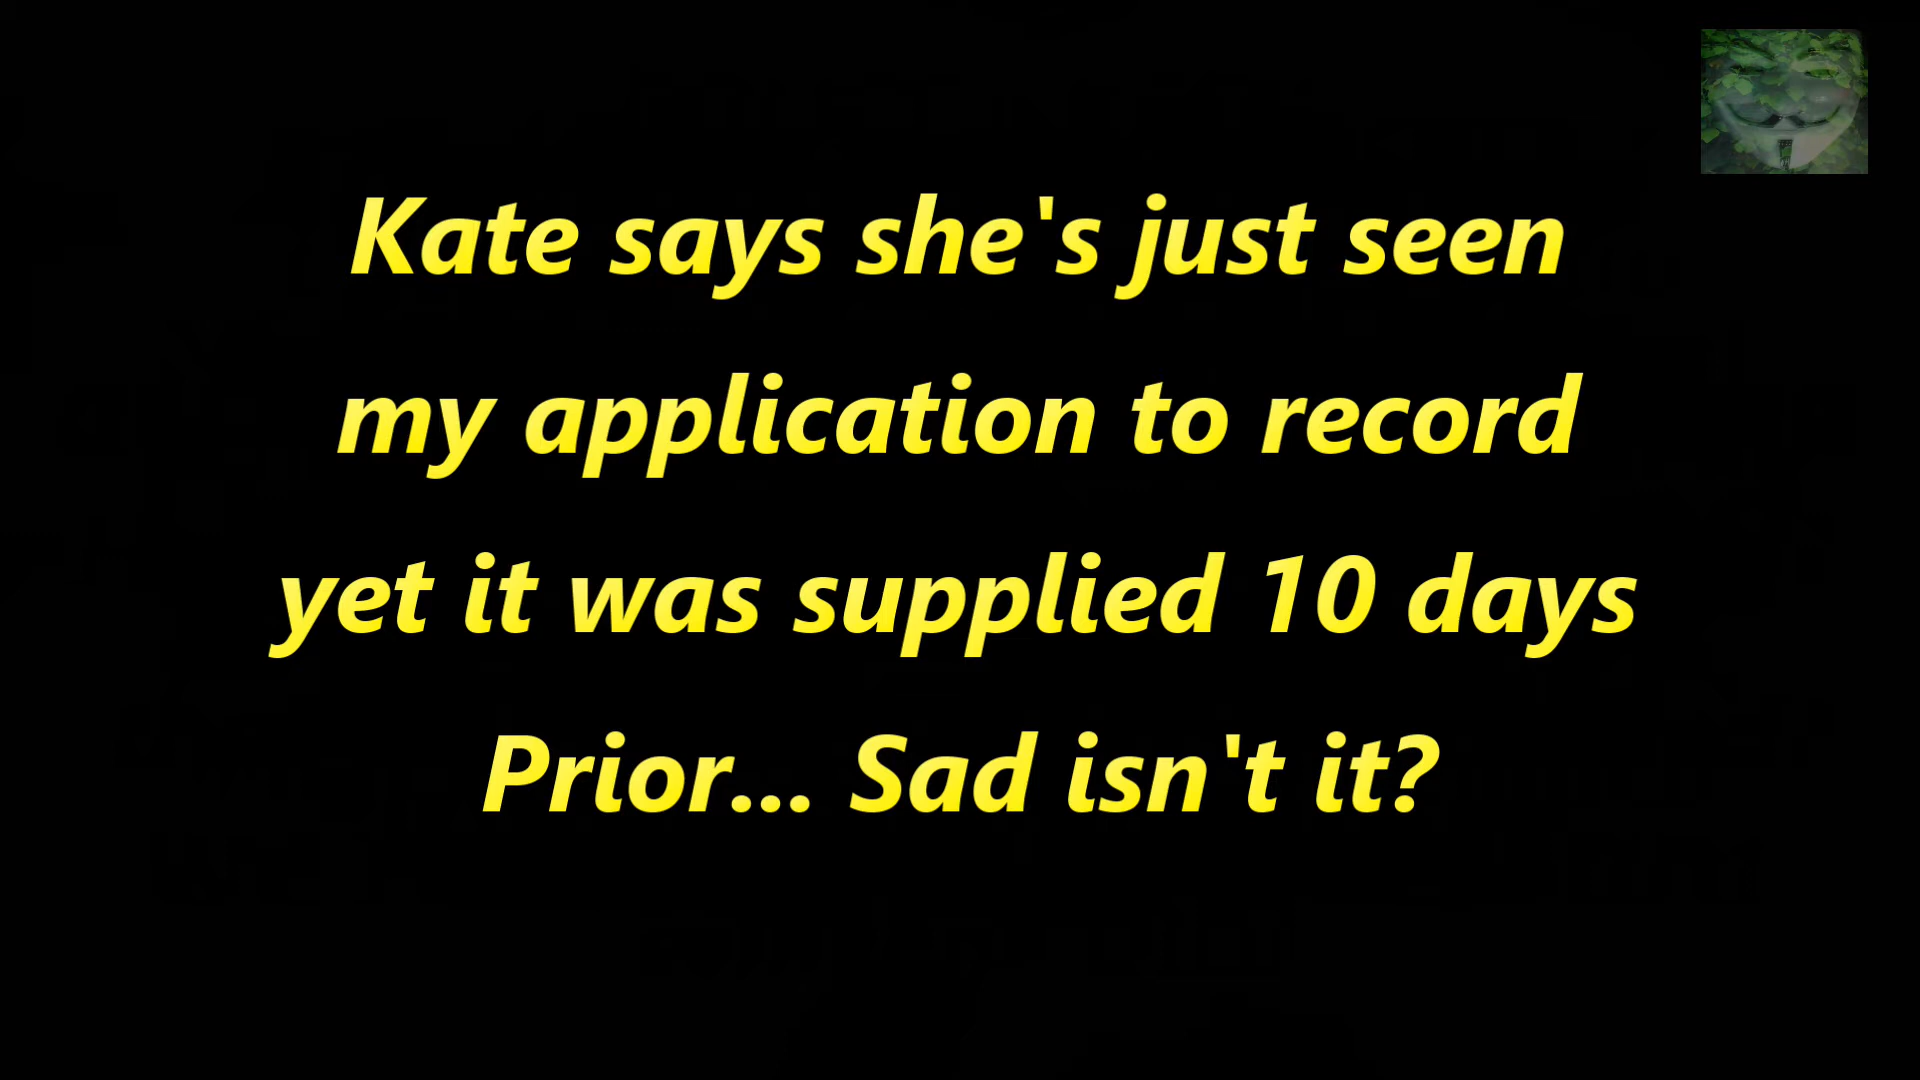 Kate says she's just seen
my application to record
yet it was supplied 10 days
Prior... Sad isn't it?